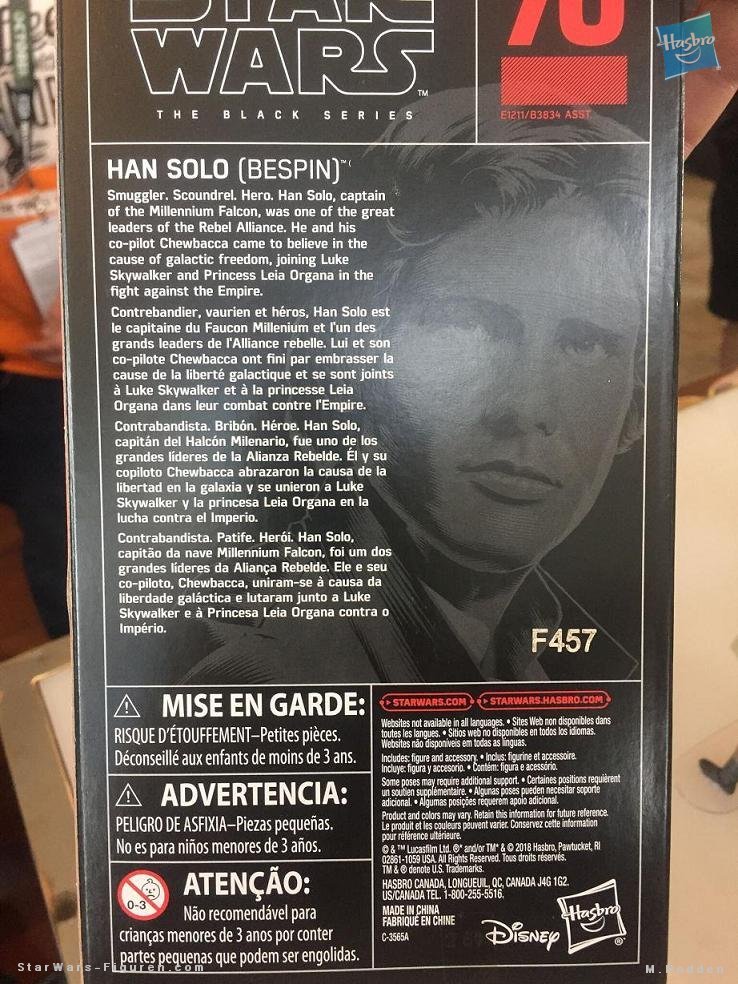 STAR
WARS™
THE BLACK SERIES
70
E1211/B3834 ASST.
Hasbro
HAN SOLO (BESPIN)™
Smuggler. Scoundrel. Hero. Han Solo, captain
of the Millennium Falcon, was one of the great
leaders of the Rebel Alliance. He and his
co-pilot Chewbacca came to believe in the
cause of galactic freedom, joining Luke
Skywalker and Princess Leia Organa in the
fight against the Empire.
Contrebandier, vaurien et héros, Han Solo est
le capitaine du Faucon Millenium et l'un des
grands leaders de l'Alliance rebelle. Lui et son
co-pilote Chewbacca ont fini par embrasser la
cause de la liberté galactique et se sont joints
à Luke Skywalker et à la princesse Leia
Organa dans leur combat contre l'Empire.
Contrabandista. Bribón. Héroe. Han Solo,
capitán del Halcón Milenario, fue uno de los
grandes líderes de la Alianza Rebelde. Él y su
copiloto Chewbacca abrazaron la causa de la
libertad en la galaxia y se unieron a Luke
Skywalker y la princesa Leia Organa en la
lucha contra el Imperio.
Contrabandista. Patife. Herói. Han Solo,
capitão da nave Millennium Falcon, foi um dos
grandes líderes da Aliança Rebelde. Ele e seu
co-piloto, Chewbacca, uniram-se à causa da
liberdade galáctica e lutaram junto a Luke
Skywalker e à Princesa Leia Organa contra o
Império.
F457
MISE EN GARDE:
RISQUE D'ÉTOUFFEMENT–Petites pièces.
Déconseillé aux enfants de moins de 3 ans.
ADVERTENCIA:
PELIGRO DE ASFIXIA–Piezas pequeñas.
No es para niños menores de 3 años.
0-3
ATENÇÃO:
Não recomendável para
crianças menores de 3 anos por conter
partes pequenas que podem ser engolidas.
STARWARS.COM STARWARS.HASBRO.COM
Websites not available in all languages. • Sites Web non disponibles dans
toutes les langues. • Sitios web no disponibles en todos los idiomas.
Websites não disponíveis em todas as línguas.
Includes: figure and accessory. • Inclus: figurine et accessoire.
Incluye: figura y accesorio. • Contém: figura e acessório.
Some poses may require additional support. • Certaines positions requièrent
un soutien supplémentaire. • Algunas poses pueden necesitar soporte
adicional. • Algumas posições requerem apoio adicional.
Product and colors may vary. Retain this information for future reference.
Le produit et les couleurs peuvent varier. Conservez cette information
pour référence ultérieure.
© & ™ Lucasfilm Ltd. ®* and/or TM* & © 2018 Hasbro, Pawtucket, RI
02861-1059 USA. All Rights Reserved. Tous droits réservés.
TM & ® denote U.S. Trademarks.
HASBRO CANADA, LONGUEUIL, QC, CANADA J4G 1G2.
US/CANADA TEL. 1-800-255-5516.
MADE IN CHINA
FABRIQUÉ EN CHINE
C-3565A
Disney
Hasbro®
StarWars-Figuren.com
M.Hodden